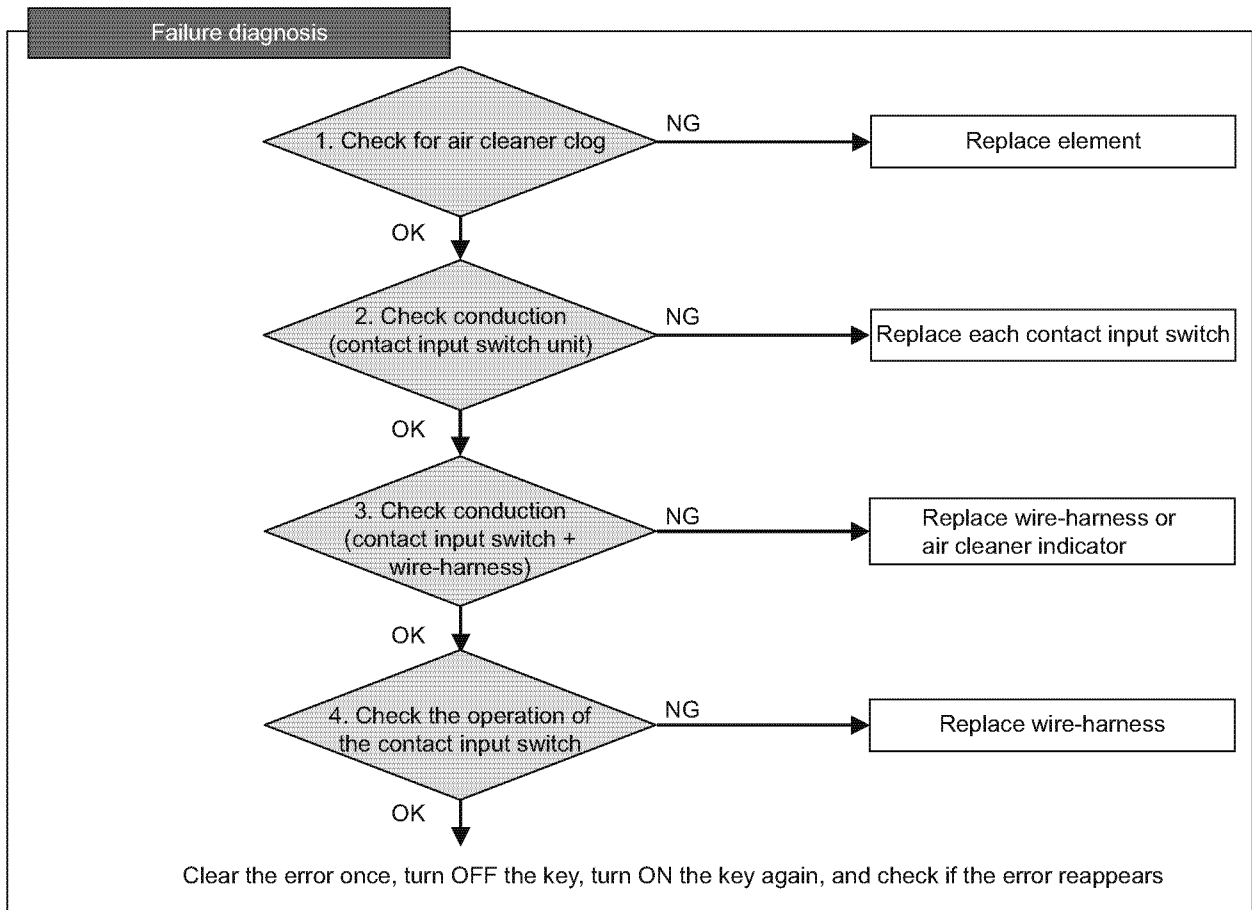 Failure diagnosis
1. Check for air cleaner clog
NG
Replace element
OK
2. Check conduction
(contact input switch unit)
NG
Replace each contact input switch
OK
3. Check conduction
(contact input switch +
wire-harness)
NG
Replace wire-harness or
air cleaner indicator
OK
4. Check the operation of
the contact input switch
NG
Replace wire-harness
OK
Clear the error once, turn OFF the key, turn ON the key again, and check if the error reappears